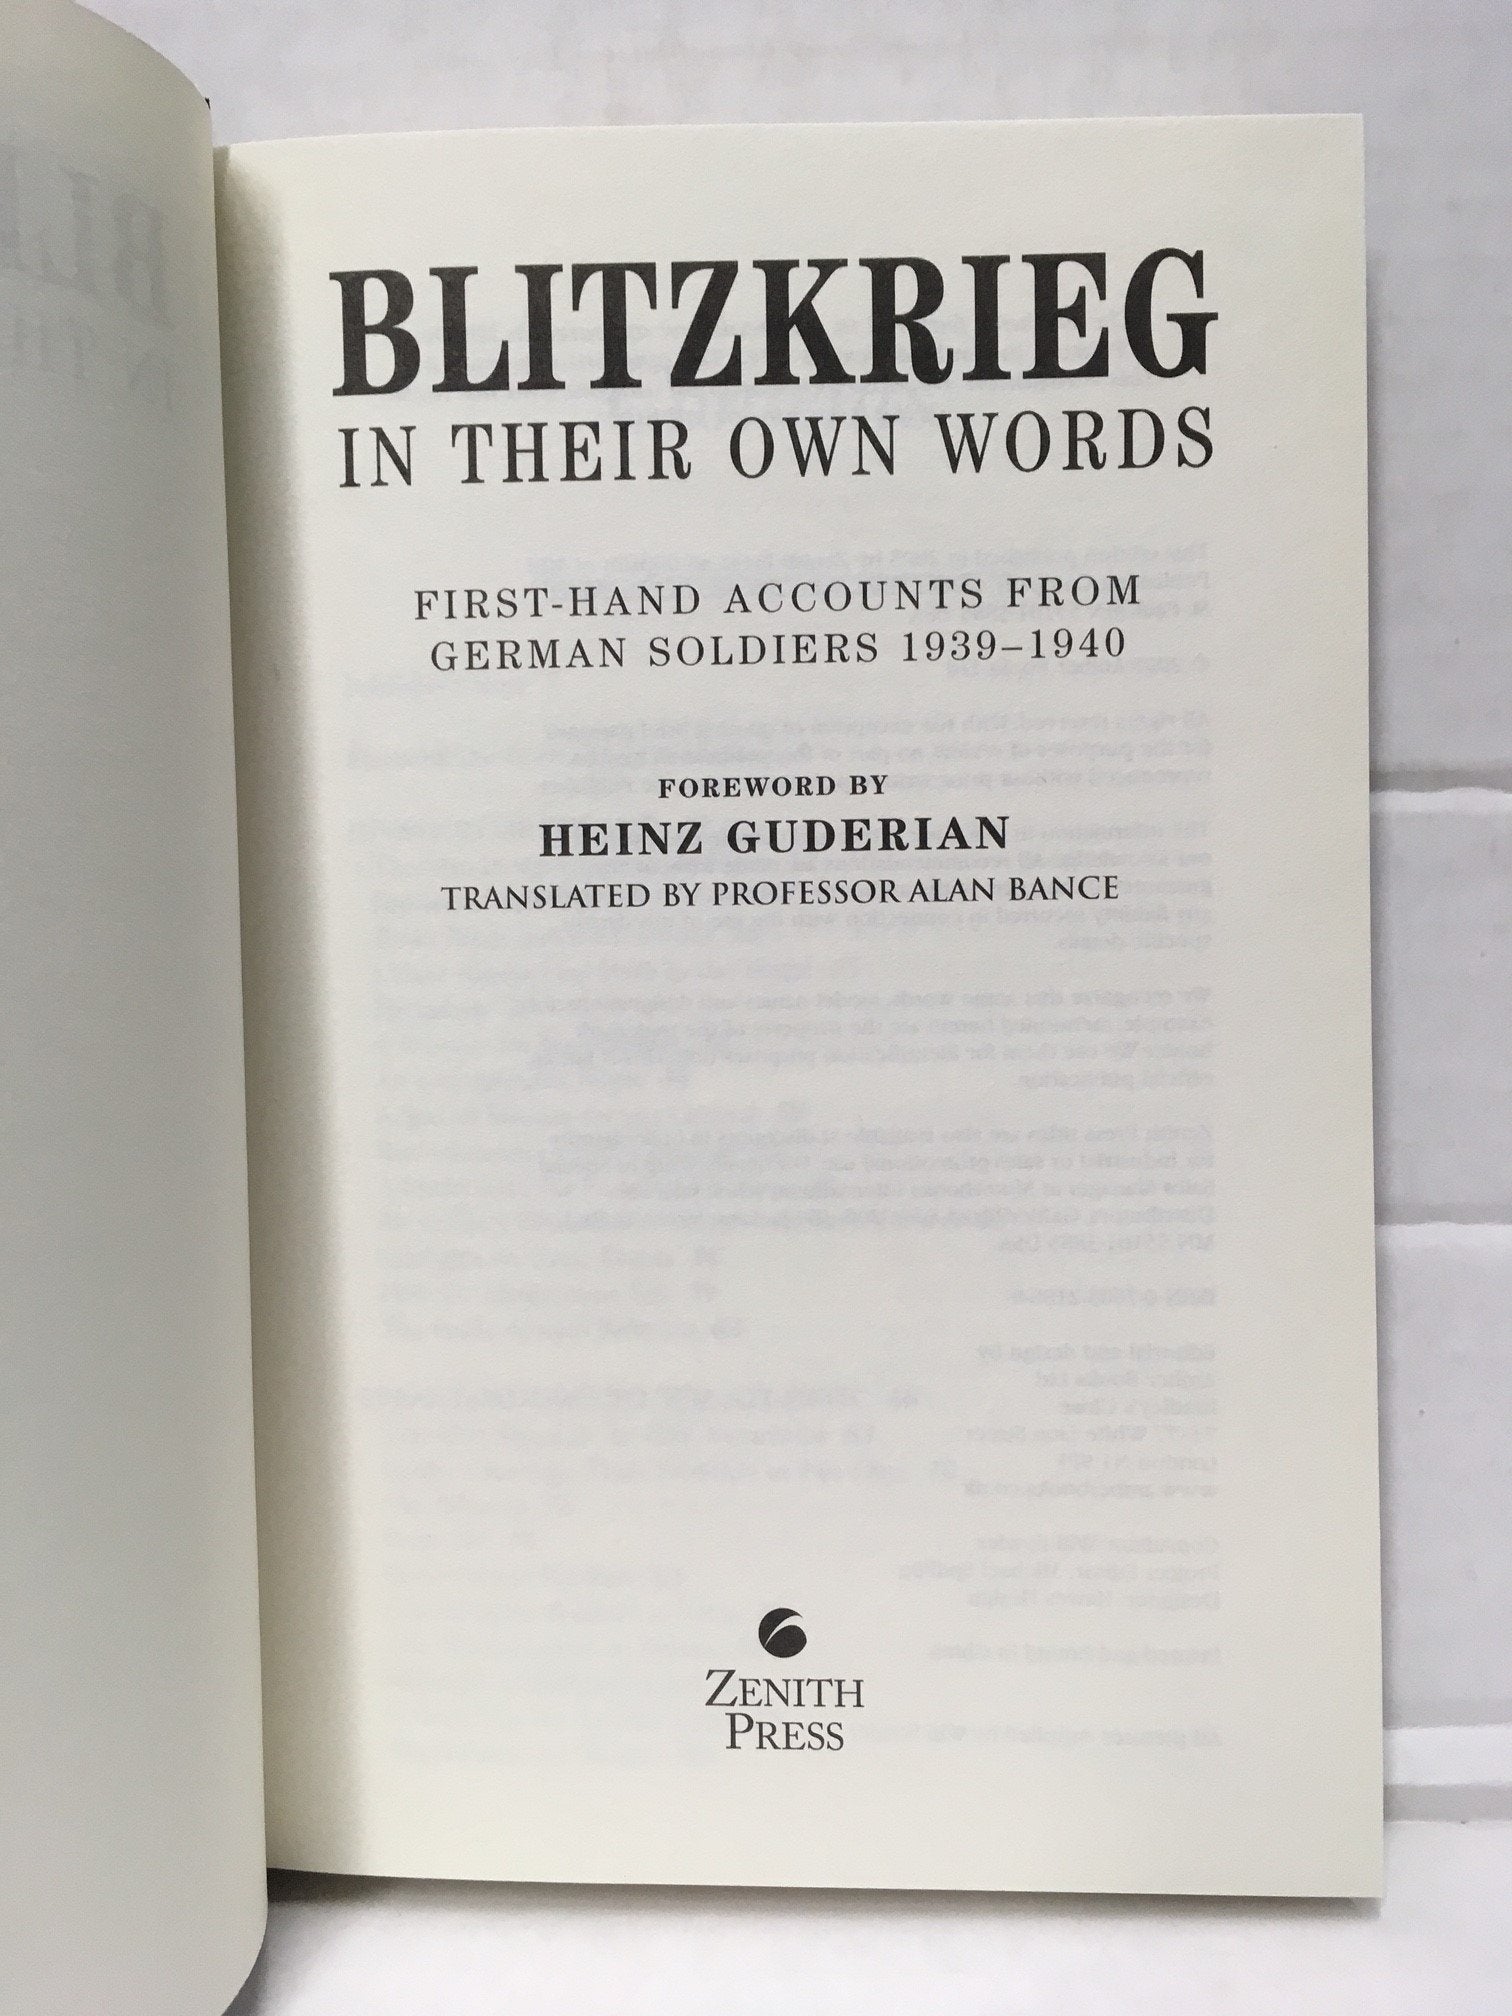 BLITZKRIEG
IN THEIR OWN WORDS
FIRST-HAND ACCOUNTS FROM
GERMAN SOLDIERS 1939–1940
FOREWORD BY
HEINZ GUDERIAN
TRANSLATED BY PROFESSOR ALAN BANCE
ZENITH
PRESS